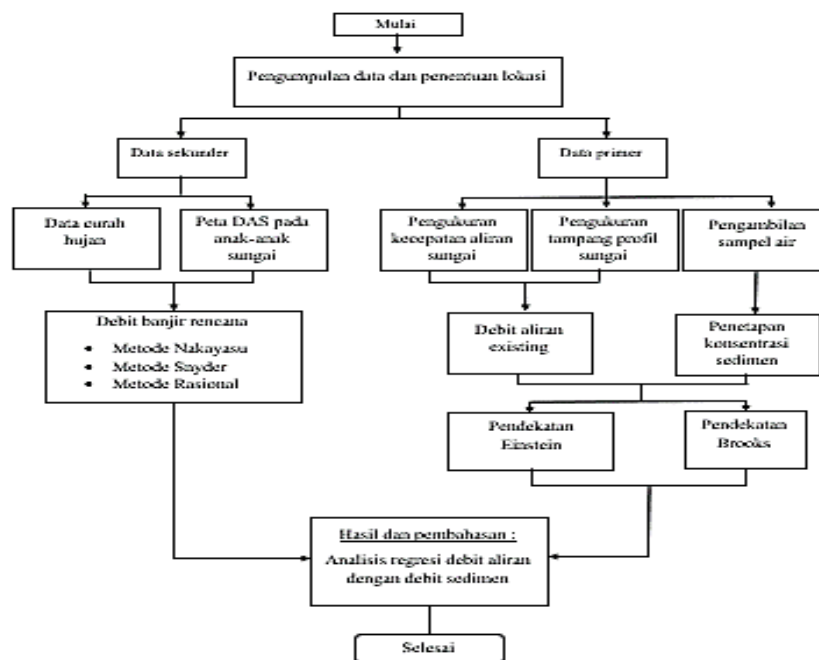 Mulai
Pengumpulan data dan penentuan lokasi
Data sekunder
Data primer
Data curah
hujan
Peta DAS pada
anak-anak
sungai
Pengukuran
kecepatan aliran
sungai
Pengukuran
tampang profil
sungai
Pengambilan
sampel air
Debit banjir rencana
• Metode Nakayasu
• Metode Snyder
• Metode Rasional
Debit aliran
existing
Penetapan
konsentrasi
sedimen
Pendekatan
Einstein
Pendekatan
Brooks
Hasil dan pembahasan :
Analisis regresi debit aliran
dengan debit sedimen
Selesai